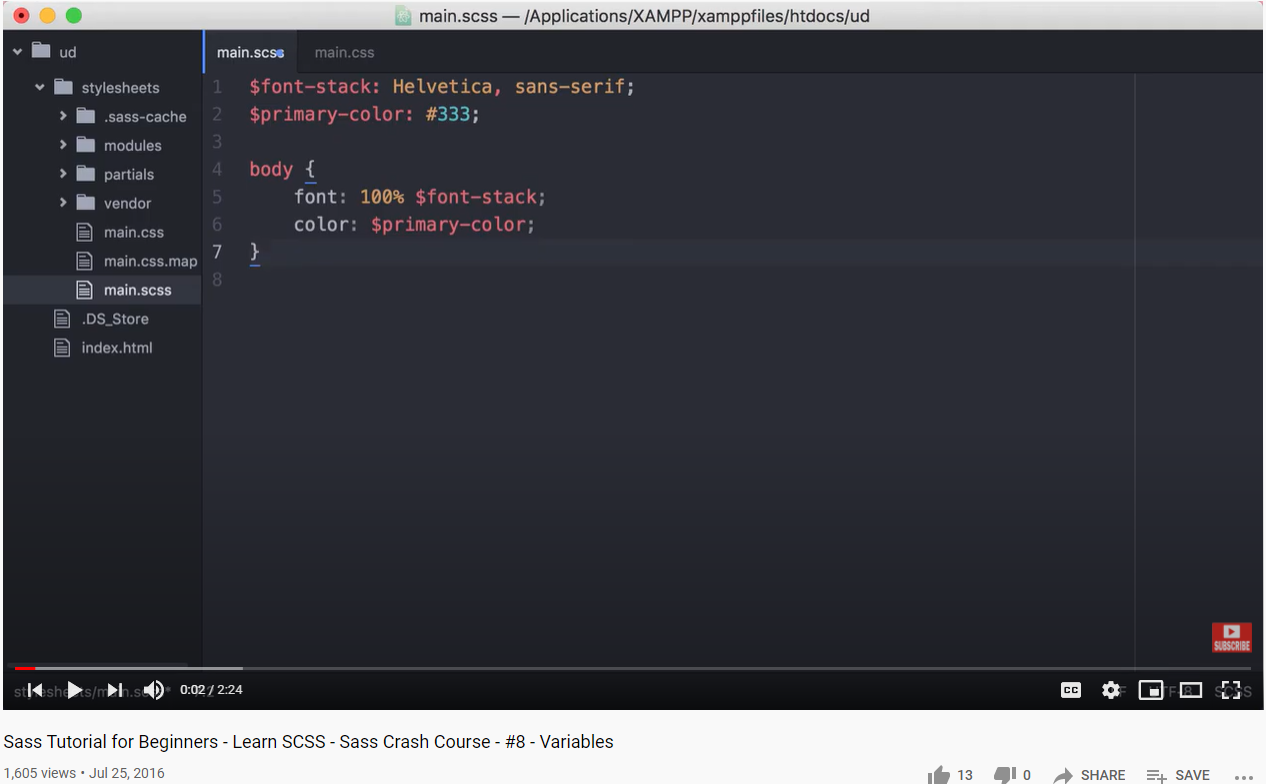 main.scss — /Applications/XAMPP/xamppfiles/htdocs/ud
ud
stylesheets
.sass-cache
modules
partials
vendor
main.css
main.css.map
main.scss
.DS_Store
index.html
main.scss main.css
1 $font-stack: Helvetica, sans-serif;
2 $primary-color: #333;
3
4 body {
5 font: 100% $font-stack;
6 color: $primary-color;
7 }
8
SUBSCRIBE
0:02 / 2:24
CC
SCSS
Sass Tutorial for Beginners - Learn SCSS - Sass Crash Course - #8 - Variables
1,605 views • Jul 25, 2016
13 0 SHARE SAVE